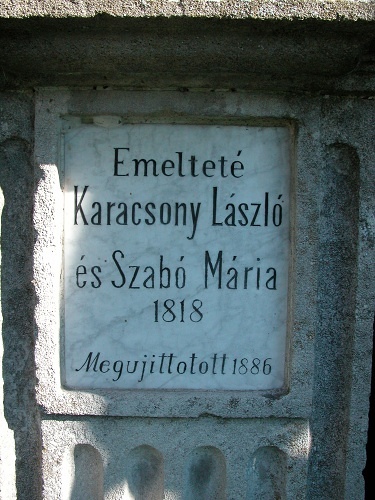 Emelteté
Karacsony László
és Szabó Mária
1818
Megujittotott 1886